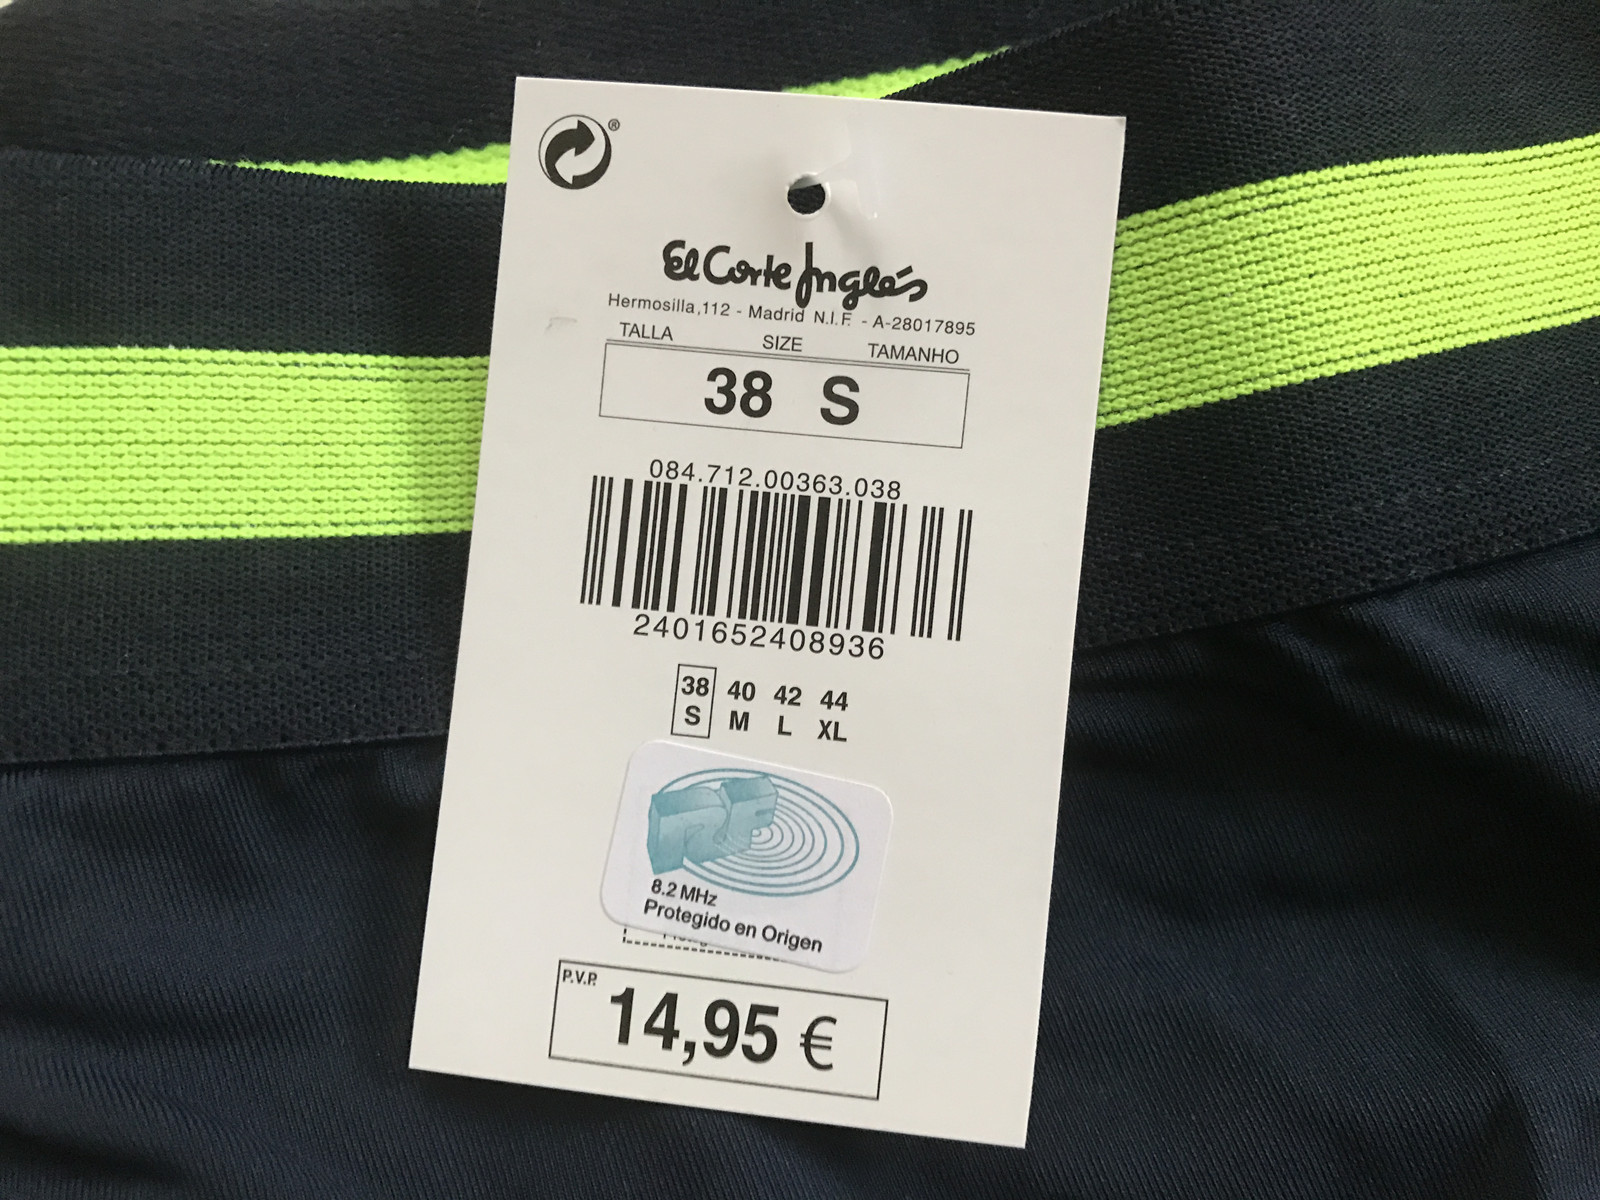 ®
El Corte Inglés
Hermosilla,112 - Madrid N.I.F. - A-28017895
TALLA SIZE TAMANHO
38 S
084.712.00363.038
2401652408936
38 40 42 44
S M L XL
8.2 MHz
Protegido en Origen
P.V.P.
14,95 €